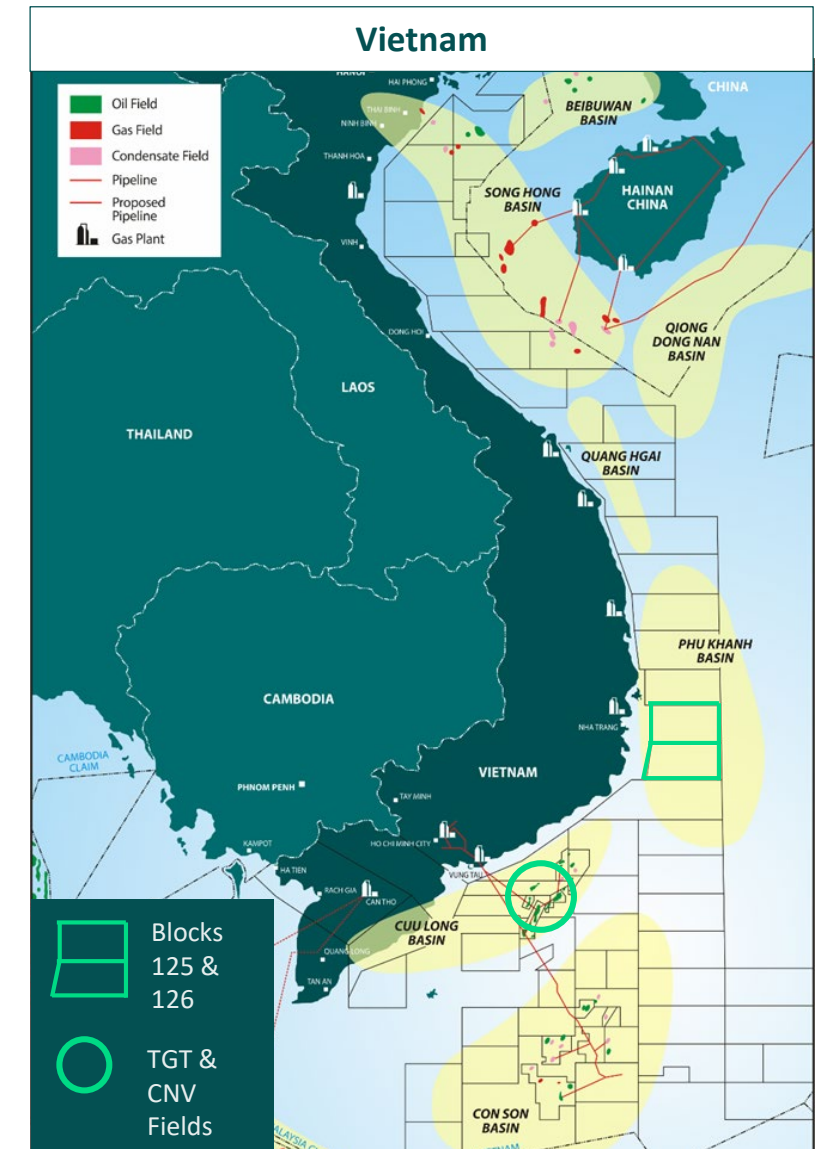 Vietnam
HANOI
HAI PHONG
CHINA
Oil Field
Gas Field
Condensate Field
Pipeline
Proposed
Pipeline
Gas Plant
THAI BINH
NINH BINH
THANH HOA
BEIBUWAN
BASIN
SONG HONG
BASIN
HAINAN
CHINA
VINH
DONG HOI
QIONG
DONG NAN
BASIN
LAOS
THAILAND
QUANG HGAI
BASIN
PHU KHANH
BASIN
CAMBODIA
NHA TRANG
CAMBODIA
CLAIM
VIETNAM
PHNOM PENH
TAY MINH
KAMPOT
HO CHI MINH CITY
HA TIEN
VUNG TAU
RACH GIA
CAN THO
CUU LONG
BASIN
QUANG LONG
TAN AN
Blocks
125 &
126
TGT &
CNV
Fields
CON SON
BASIN